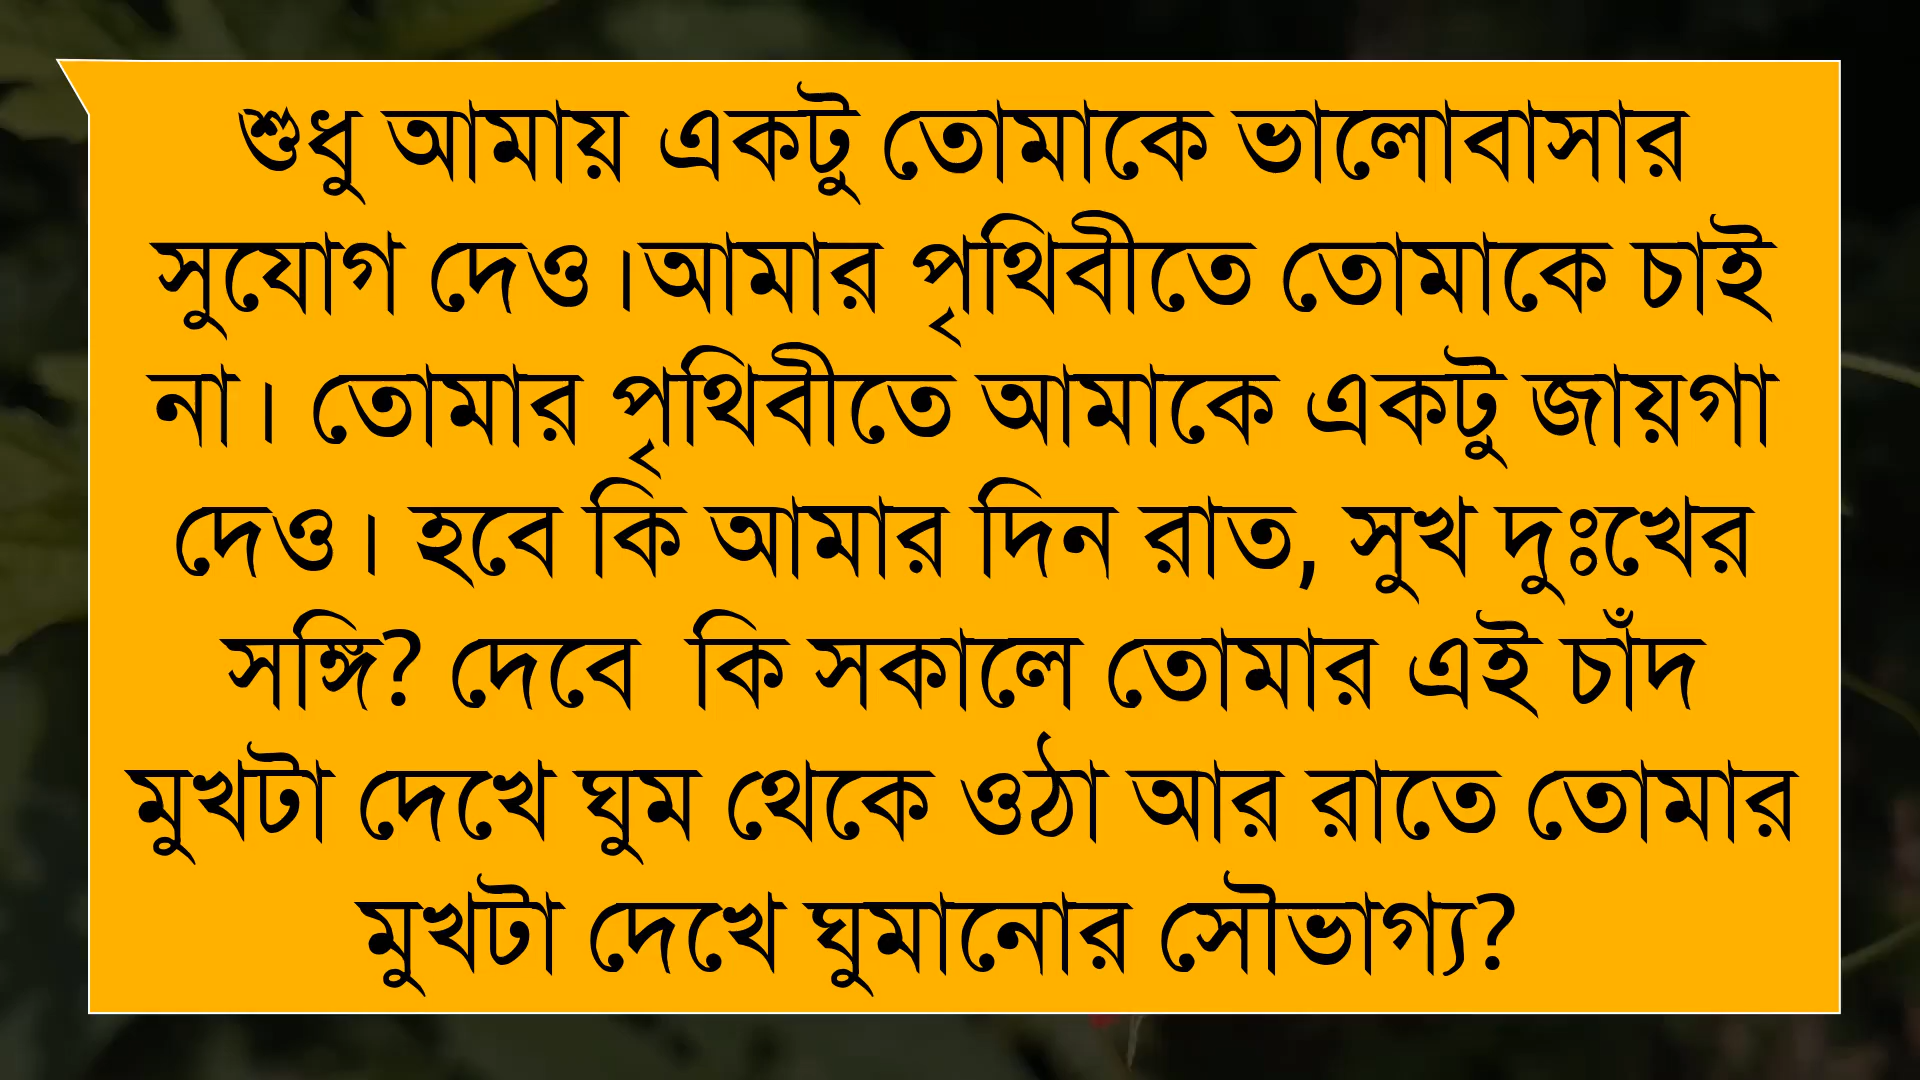 শুধু আমায় একটু তোমাকে ভালোবাসার
সুযোগ দেও।আমার পৃথিবীতে তোমাকে চাই
না। তোমার পৃথিবীতে আমাকে একটু জায়গা
দেও। হবে কি আমার দিন রাত, সুখ দুঃখের
সঙ্গি? দেবে কি সকালে তোমার এই চাঁদ
মুখটা দেখে ঘুম থেকে ওঠা আর রাতে তোমার
মুখটা দেখে ঘুমানোর সৌভাগ্য?